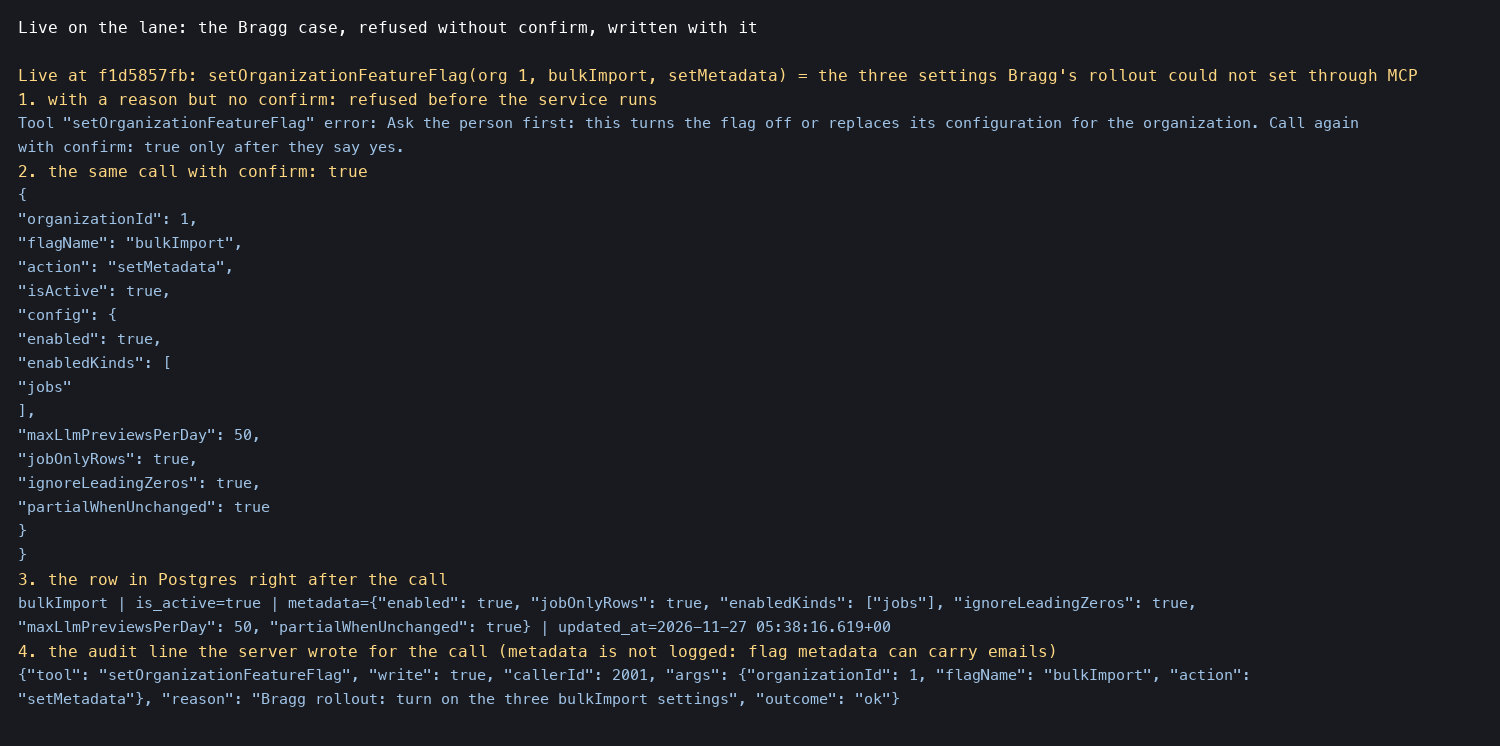 Live on the lane: the Bragg case, refused without confirm, written with it
Live at f1d5857fb: setOrganizationFeatureFlag(org 1, bulkImport, setMetadata) = the three settings Bragg's rollout could not set through MCP
1. with a reason but no confirm: refused before the service runs
Tool "setOrganizationFeatureFlag" error: Ask the person first: this turns the flag off or replaces its configuration for the organization. Call again
with confirm: true only after they say yes.
2. the same call with confirm: true
{
"organizationId": 1,
"flagName": "bulkImport",
"action": "setMetadata",
"isActive": true,
"config": {
"enabled": true,
"enabledKinds": [
"jobs"
],
"maxLlmPreviewsPerDay": 50,
"jobOnlyRows": true,
"ignoreLeadingZeros": true,
"partialWhenUnchanged": true
}
}
3. the row in Postgres right after the call
bulkImport | is_active=true | metadata={"enabled": true, "jobOnlyRows": true, "enabledKinds": ["jobs"], "ignoreLeadingZeros": true,
"maxLlmPreviewsPerDay": 50, "partialWhenUnchanged": true} | updated_at=2026-11-27 05:38:16.619+00
4. the audit line the server wrote for the call (metadata is not logged: flag metadata can carry emails)
{"tool": "setOrganizationFeatureFlag", "write": true, "callerId": 2001, "args": {"organizationId": 1, "flagName": "bulkImport", "action":
"setMetadata"}, "reason": "Bragg rollout: turn on the three bulkImport settings", "outcome": "ok"}